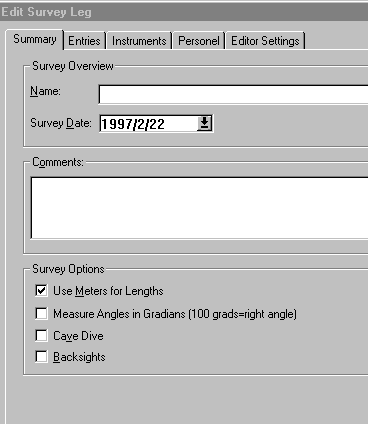 Edit Survey Leg
Summary Entries Instruments Personel Editor Settings
Survey Overview
Name:
Survey Date: 1997/2/22
Comments:
Survey Options
Use Meters for Lengths
Measure Angles in Gradians (100 grads=right angle)
Cave Dive
Backsights